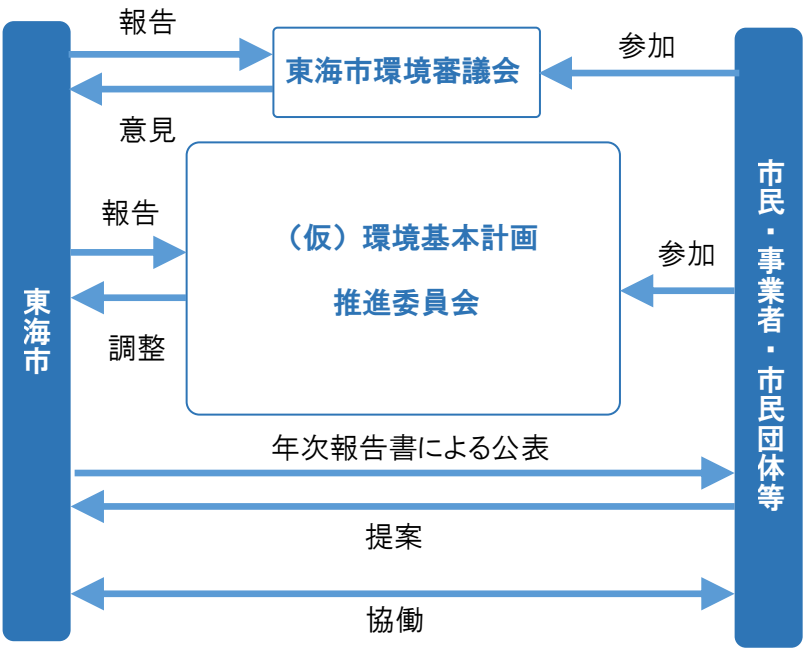 報告
東海市環境審議会
参加
意見
報告
（仮）環境基本計画
推進委員会
参加
調整
東海市
市民・事業者・市民団体等
年次報告書による公表
提案
協働